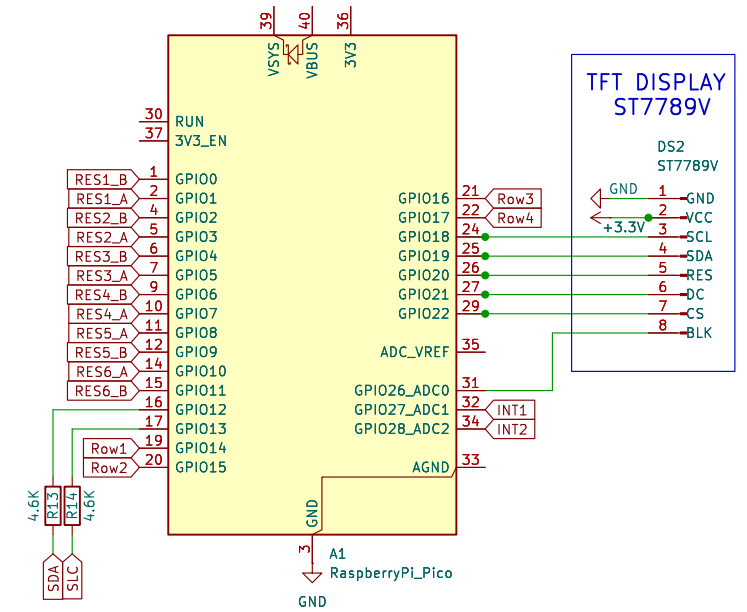 39
40
36
VSYS
VBUS
3V3
TFT DISPLAY
ST7789V
30 RUN
37 3V3_EN
DS2
ST7789V
RES1_B 1 GPIO0
RES1_A 2 GPIO1 GPIO16 21 Row3 GND 1 GND
RES2_B 4 GPIO2 GPIO17 22 Row4 +3.3V 2 VCC
RES2_A 5 GPIO3 GPIO18 24 3 SCL
RES3_B 6 GPIO4 GPIO19 25 4 SDA
RES3_A 7 GPIO5 GPIO20 26 5 RES
RES4_B 9 GPIO6 GPIO21 27 6 DC
RES4_A 10 GPIO7 GPIO22 29 7 CS
RES5_A 11 GPIO8 8 BLK
RES5_B 12 GPIO9 ADC_VREF 35
RES6_A 14 GPIO10
RES6_B 15 GPIO11 GPIO26_ADC0 31
16 GPIO12 GPIO27_ADC1 32 INT1
17 GPIO13 GPIO28_ADC2 34 INT2
Row1 19 GPIO14
Row2 20 GPIO15 AGND 33
4.6K
R13
R14
4.6K
GND
3
A1
RaspberryPi_Pico
SDA
SLC
GND